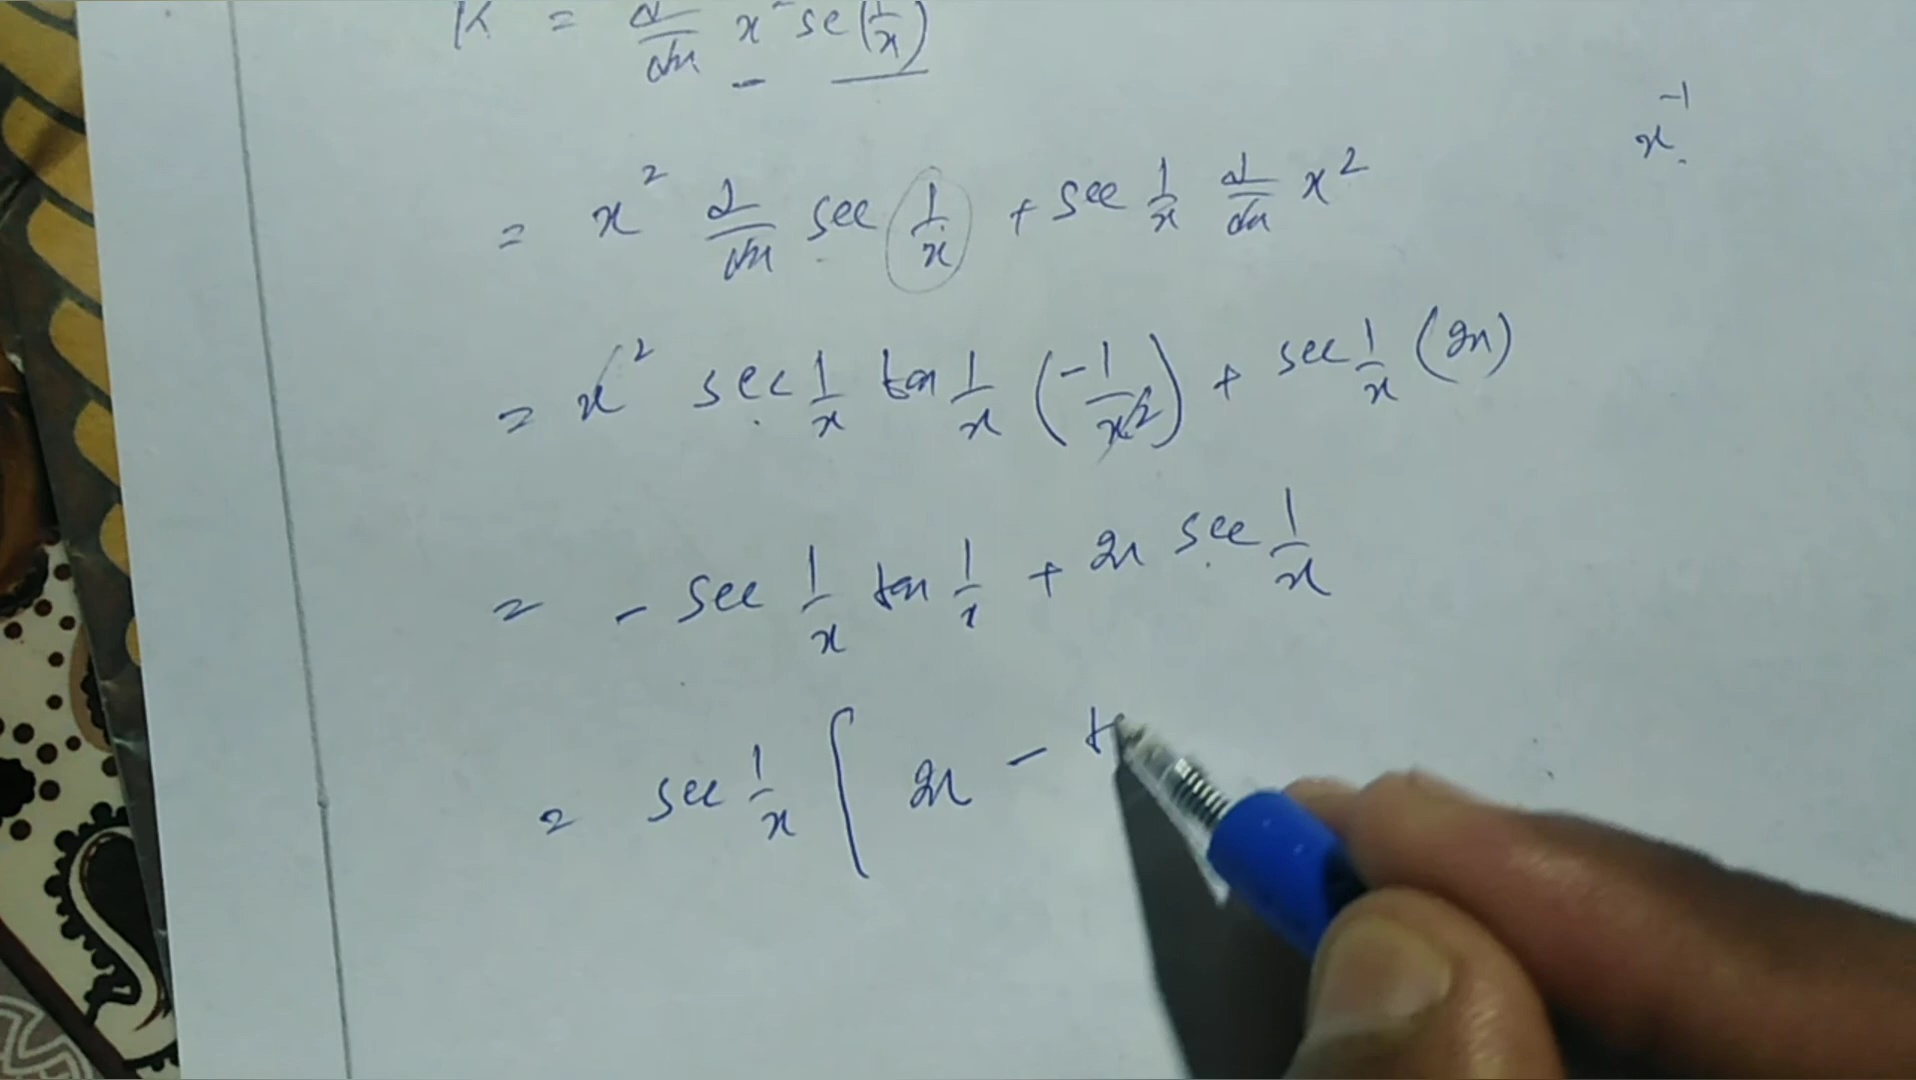 K = d/dx x² sec(1/x)
x⁻¹
= x² d/dx sec 1/x + sec 1/x d/dx x²
= x² sec 1/x tan 1/x (-1/x²) + sec 1/x (2x)
= - sec 1/x tan 1/x + 2x sec 1/x
= sec 1/x [ 2x - t